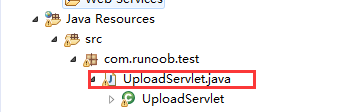 Web Services
Java Resources
src
com.runoob.test
UploadServlet.java
UploadServlet